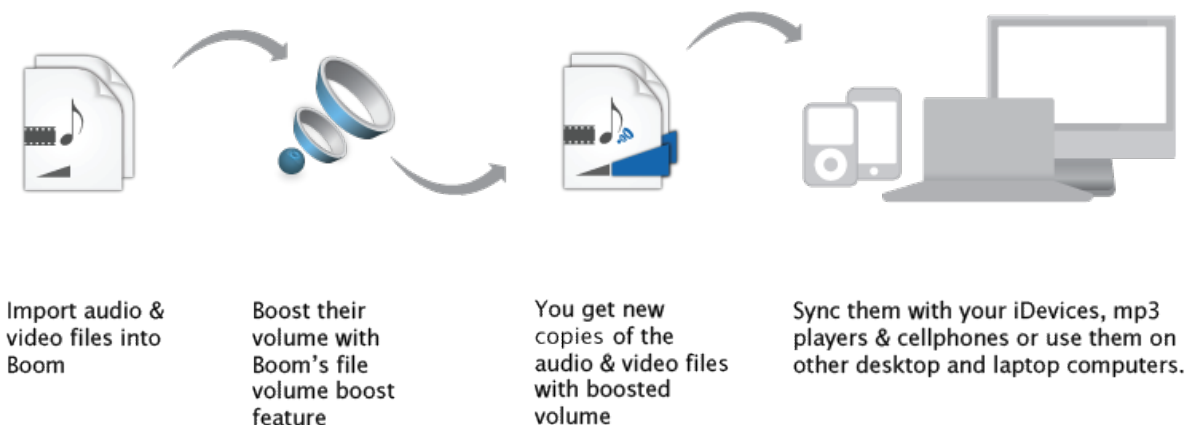 Import audio &
video files into
Boom
Boost their
volume with
Boom's file
volume boost
feature
You get new
copies of the
audio & video files
with boosted
volume
Sync them with your iDevices, mp3
players & cellphones or use them on
other desktop and laptop computers.